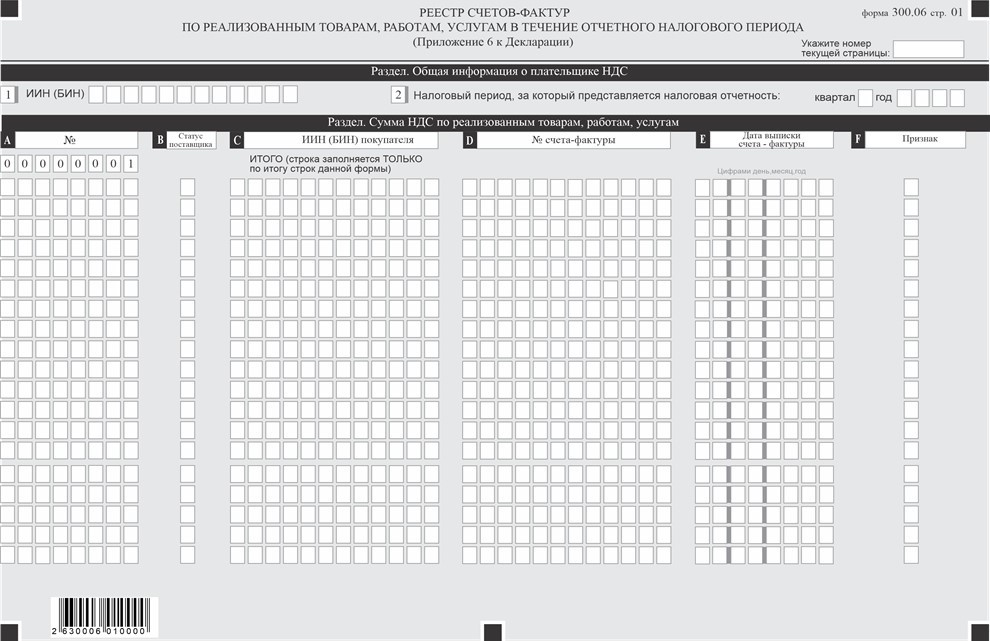 РЕЕСТР СЧЕТОВ-ФАКТУР
форма 300.06 стр. 01
ПО РЕАЛИЗОВАННЫМ ТОВАРАМ, РАБОТАМ, УСЛУГАМ В ТЕЧЕНИЕ ОТЧЕТНОГО НАЛОГОВОГО ПЕРИОДА
(Приложение 6 к Декларации)
Укажите номер
текущей страницы:
Раздел. Общая информация о плательщике НДС
1 ИИН (БИН) 2 Налоговый период, за который представляется налоговая отчетность: квартал год
Раздел. Сумма НДС по реализованным товарам, работам, услугам
A № B Статус поставщика C ИИН (БИН) покупателя D № счета-фактуры E Дата выписки счета - фактуры F Признак
0 0 0 0 0 0 0 1 ИТОГО (строка заполняется ТОЛЬКО
по итогу строк данной формы)
Цифрами день,месяц,год
2 630006 010000